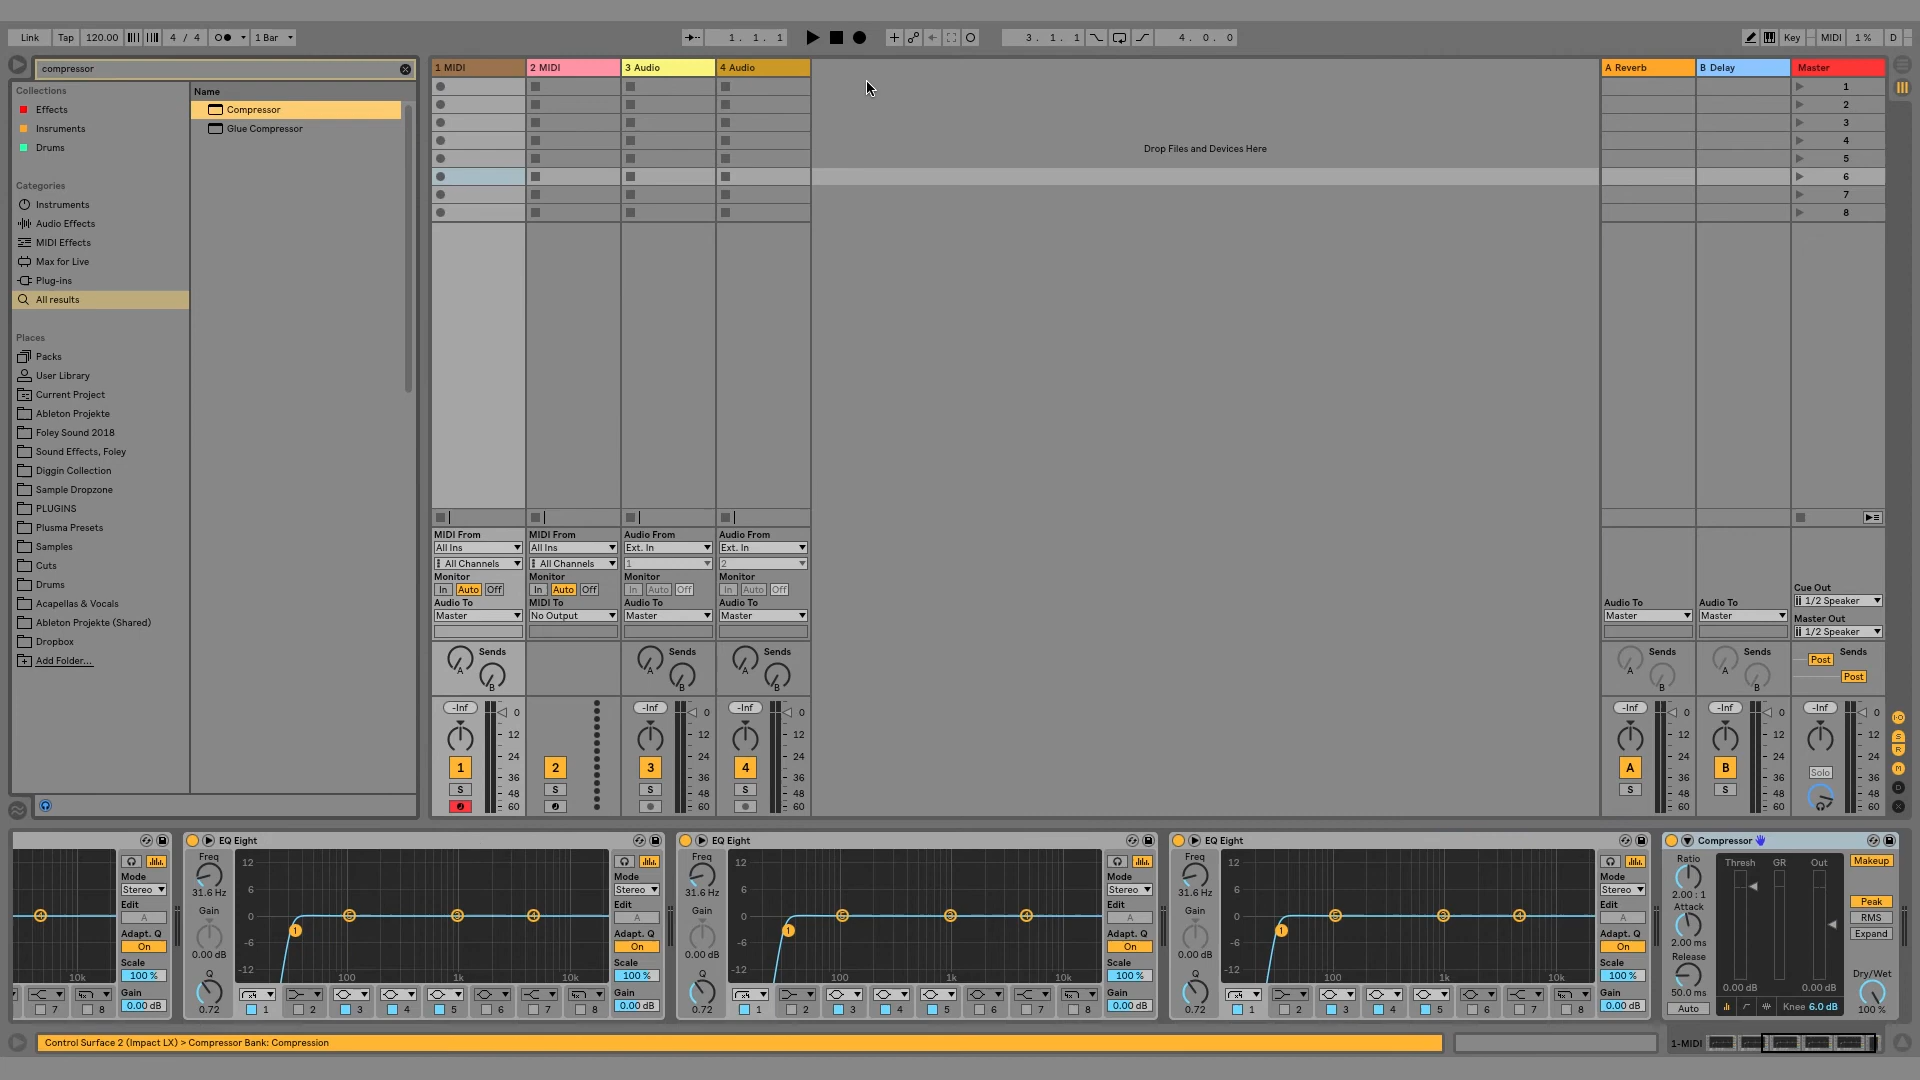 Link Tap 120.00 4 / 4 1 Bar 1. 1. 1 3. 1. 1 4. 0. 0 Key MIDI 1 % D
compressor
Collections
Effects
Insruments
Drums
Categories
Instruments
Audio Effects
MIDI Effects
Max for Live
Plug-ins
All results
Places
Packs
User Library
Current Project
Ableton Projekte
Foley Sound 2018
Sound Effects, Foley
Diggin Collection
Sample Dropzone
PLUGINS
Plusma Presets
Samples
Cuts
Drums
Acapellas & Vocals
Ableton Projekte (Shared)
Dropbox
Add Folder...
Name
Compressor
Glue Compressor
1 MIDI 2 MIDI 3 Audio 4 Audio
Drop Files and Devices Here
A Reverb B Delay Master
1
2
3
4
5
6
7
8
MIDI From MIDI From Audio From Audio From
All Ins All Ins Ext. In Ext. In
All Channels All Channels 1 2
Monitor Monitor Monitor Monitor
In Auto Off In Auto Off In Auto Off In Auto Off
Audio To MIDI To Audio To Audio To
Master No Output Master Master
Cue Out
1/2 Speaker
Audio To Audio To Master Out
Master Master 1/2 Speaker
Sends Sends Sends Sends Sends Sends
A A A A A Post
B B B B B Post
-Inf -Inf -Inf -Inf -Inf -Inf
0 0 0 0 0 0
12 12 12 12 12 12
24 24 24 24 24 24
1 2 3 4 A B Solo
36 36 36 36 36 36
S S S S S S
48 48 48 48 48 48
60 60 60 60 60 60
I·O
S
R
M
D
X
Mode
Stereo
Edit
A
Adapt. Q
On
Scale
100 %
Gain
0.00 dB
4
10k
7 8
EQ Eight
Freq
31.6 Hz
Gain
0.00 dB
Q
0.72
12
6
0
-6
-12
100 1k 10k
1 3 4
1 2 3 4 5 6 7 8
Mode
Stereo
Edit
A
Adapt. Q
On
Scale
100 %
Gain
0.00 dB
EQ Eight
Freq
31.6 Hz
Gain
0.00 dB
Q
0.72
12
6
0
-6
-12
100 1k 10k
1 3 4
1 2 3 4 5 6 7 8
Mode
Stereo
Edit
A
Adapt. Q
On
Scale
100 %
Gain
0.00 dB
EQ Eight
Freq
31.6 Hz
Gain
0.00 dB
Q
0.72
12
6
0
-6
-12
100 1k 10k
1 3 4
1 2 3 4 5 6 7 8
Mode
Stereo
Edit
A
Adapt. Q
On
Scale
100 %
Gain
0.00 dB
Compressor
Ratio
2.00 : 1
Attack
2.00 ms
Release
50.0 ms
Auto
Thresh GR Out
0.00 dB 0.00 dB
Knee 6.0 dB
Makeup
Peak
RMS
Expand
Dry/Wet
100 %
Control Surface 2 (Impact LX) > Compressor Bank: Compression
1-MIDI